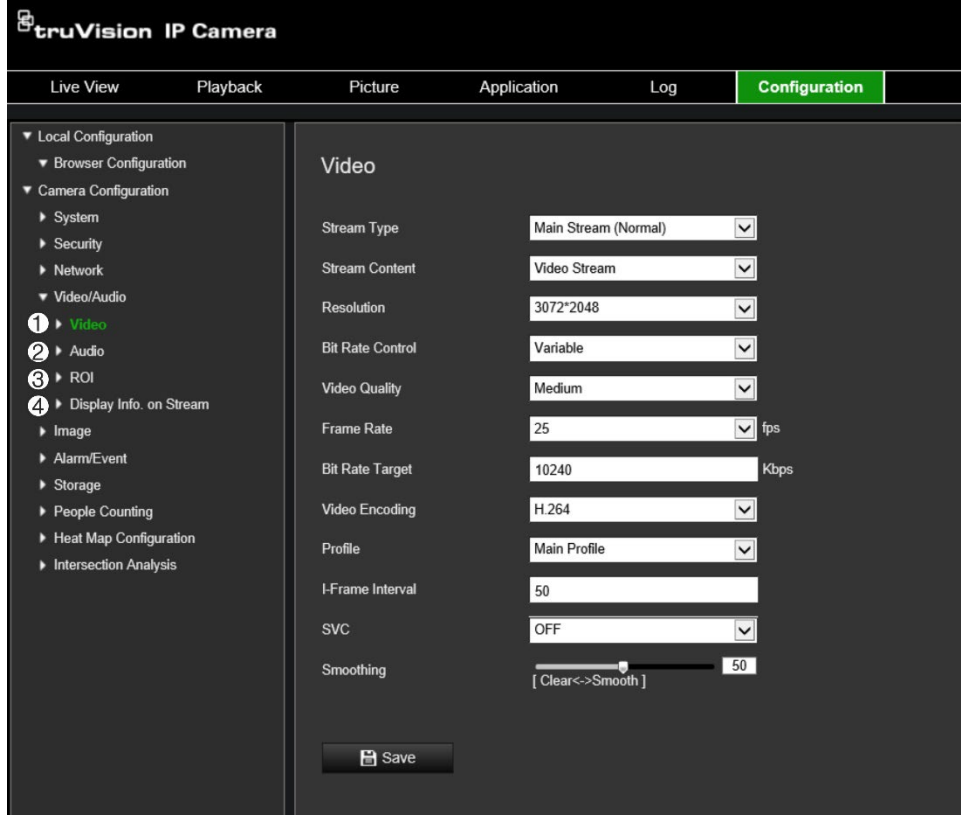 truVision IP Camera
Live View Playback Picture Application Log Configuration
Local Configuration
Browser Configuration
Camera Configuration
System
Security
Network
Video/Audio
① Video
② Audio
③ ROI
④ Display Info. on Stream
Image
Alarm/Event
Storage
People Counting
Heat Map Configuration
Intersection Analysis
Video
Stream Type Main Stream (Normal)
Stream Content Video Stream
Resolution 3072*2048
Bit Rate Control Variable
Video Quality Medium
Frame Rate 25 fps
Bit Rate Target 10240 Kbps
Video Encoding H.264
Profile Main Profile
I-Frame Interval 50
SVC OFF
Smoothing 50
[ Clear<->Smooth ]
Save